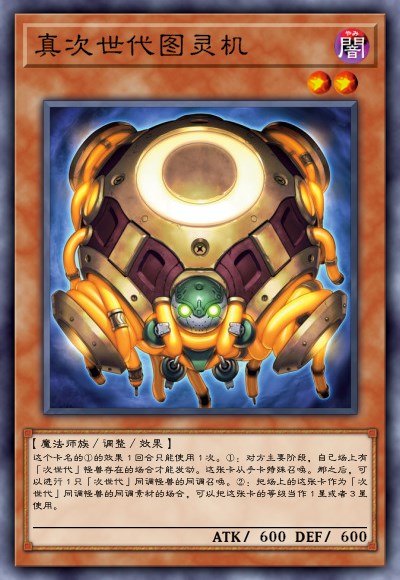 真次世代图灵机
やみ
闇
【魔法师族／调整／效果】
这个卡名的①的效果1回合只能使用1次。①：对方主要阶段，自己场上有
「次世代」怪兽存在的场合才能发动。这张卡从手卡特殊召唤。那之后，可
以进行1只「次世代」同调怪兽的同调召唤。②：把场上的这张卡作为「次
世代」同调怪兽的同调素材的场合，可以把这张卡的等级当作1星或者3星
使用。
ATK/ 600 DEF/ 600